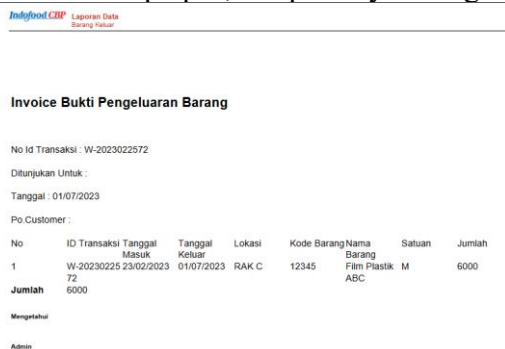 Indofood CBP Laporan Data
Barang Keluar
Invoice Bukti Pengeluaran Barang
No Id Transaksi : W-2023022572
Ditunjukan Untuk :
Tanggal : 01/07/2023
Po.Customer :
No ID Transaksi Tanggal Masuk Tanggal Keluar Lokasi Kode Barang Nama Barang Satuan Jumlah
1 W-2023022572 23/02/2023 01/07/2023 RAK C 12345 Film Plastik ABC M 6000
Jumlah 6000
Mengetahui
Admin